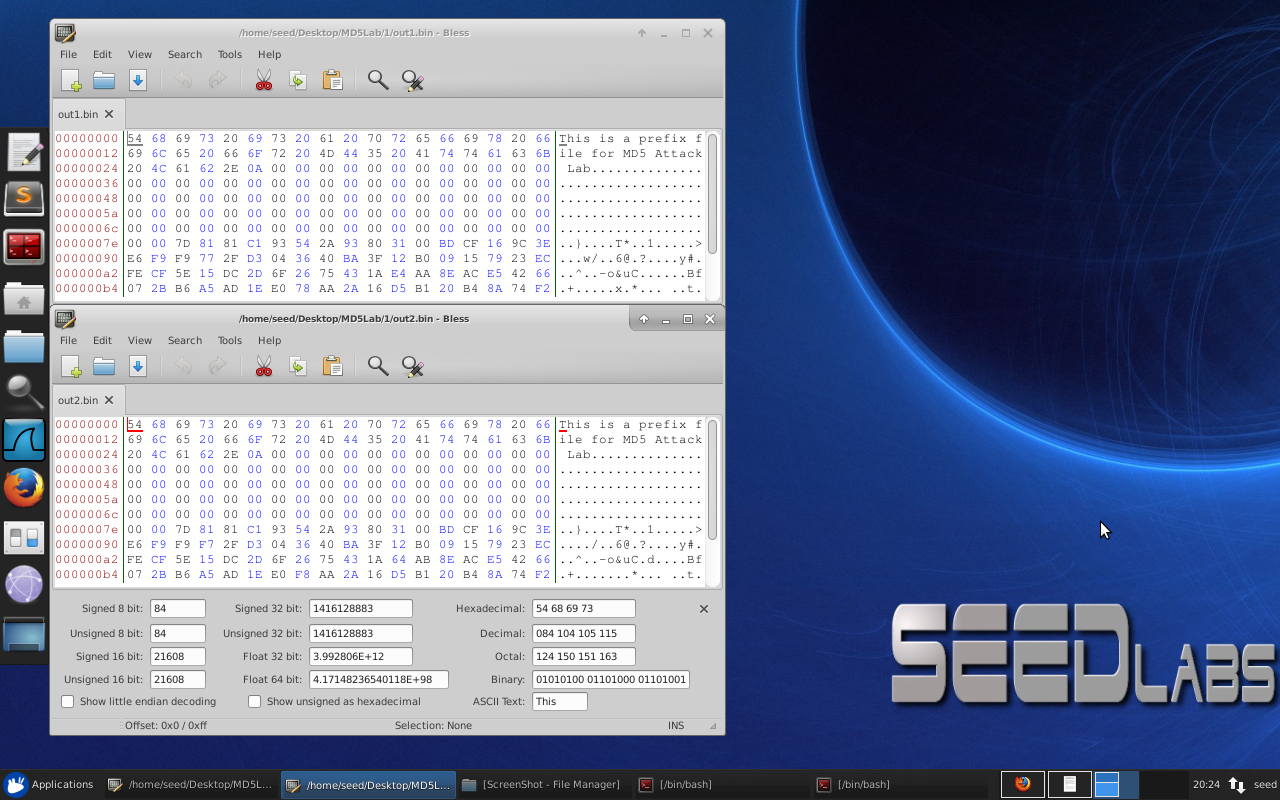 /home/seed/Desktop/MD5Lab/1/out1.bin - Bless
File Edit View Search Tools Help
out1.bin
00000000 54 68 69 73 20 69 73 20 61 20 70 72 65 66 69 78 20 66 This is a prefix f
00000012 69 6C 65 20 66 6F 72 20 4D 44 35 20 41 74 74 61 63 6B ile for MD5 Attack
00000024 20 4C 61 62 2E 0A 00 00 00 00 00 00 00 00 00 00 00 00  Lab..............
00000036 00 00 00 00 00 00 00 00 00 00 00 00 00 00 00 00 00 00 ..................
00000048 00 00 00 00 00 00 00 00 00 00 00 00 00 00 00 00 00 00 ..................
0000005a 00 00 00 00 00 00 00 00 00 00 00 00 00 00 00 00 00 00 ..................
0000006c 00 00 00 00 00 00 00 00 00 00 00 00 00 00 00 00 00 00 ..................
0000007e 00 00 7D 81 81 C1 93 54 2A 93 80 31 00 BD CF 16 9C 3E ..}....T*..1.....>
00000090 E6 F9 F9 77 2F D3 04 36 40 BA 3F 12 B0 09 15 79 23 EC ...w/..6@.?....y#.
000000a2 FE CF 5E 15 DC 2D 6F 26 75 43 1A E4 AA 8E AC E5 42 66 ..^..-o&uC......Bf
000000b4 07 2B B6 A5 AD 1E E0 78 AA 2A 16 D5 B1 20 B4 8A 74 F2 .+.....x.*... ..t.
/home/seed/Desktop/MD5Lab/1/out2.bin - Bless
File Edit View Search Tools Help
out2.bin
00000000 54 68 69 73 20 69 73 20 61 20 70 72 65 66 69 78 20 66 This is a prefix f
00000012 69 6C 65 20 66 6F 72 20 4D 44 35 20 41 74 74 61 63 6B ile for MD5 Attack
00000024 20 4C 61 62 2E 0A 00 00 00 00 00 00 00 00 00 00 00 00  Lab..............
00000036 00 00 00 00 00 00 00 00 00 00 00 00 00 00 00 00 00 00 ..................
00000048 00 00 00 00 00 00 00 00 00 00 00 00 00 00 00 00 00 00 ..................
0000005a 00 00 00 00 00 00 00 00 00 00 00 00 00 00 00 00 00 00 ..................
0000006c 00 00 00 00 00 00 00 00 00 00 00 00 00 00 00 00 00 00 ..................
0000007e 00 00 7D 81 81 C1 93 54 2A 93 80 31 00 BD CF 16 9C 3E ..}....T*..1.....>
00000090 E6 F9 F9 F7 2F D3 04 36 40 BA 3F 12 B0 09 15 79 23 EC ..../..6@.?....y#.
000000a2 FE CF 5E 15 DC 2D 6F 26 75 43 1A 64 AB 8E AC E5 42 66 ..^..-o&uC.d....Bf
000000b4 07 2B B6 A5 AD 1E E0 F8 AA 2A 16 D5 B1 20 B4 8A 74 F2 .+.......*... ..t.
Signed 8 bit: 84 Signed 32 bit: 1416128883 Hexadecimal: 54 68 69 73
Unsigned 8 bit: 84 Unsigned 32 bit: 1416128883 Decimal: 084 104 105 115
Signed 16 bit: 21608 Float 32 bit: 3.992806E+12 Octal: 124 150 151 163
Unsigned 16 bit: 21608 Float 64 bit: 4.17148236540118E+98 Binary: 01010100 01101000 01101001
Show little endian decoding Show unsigned as hexadecimal ASCII Text: This
Offset: 0x0 / 0xff Selection: None INS
SEEDLABS
Applications /home/seed/Desktop/MD5L... /home/seed/Desktop/MD5L... [ScreenShot - File Manager] [/bin/bash] [/bin/bash] 20:24 seed